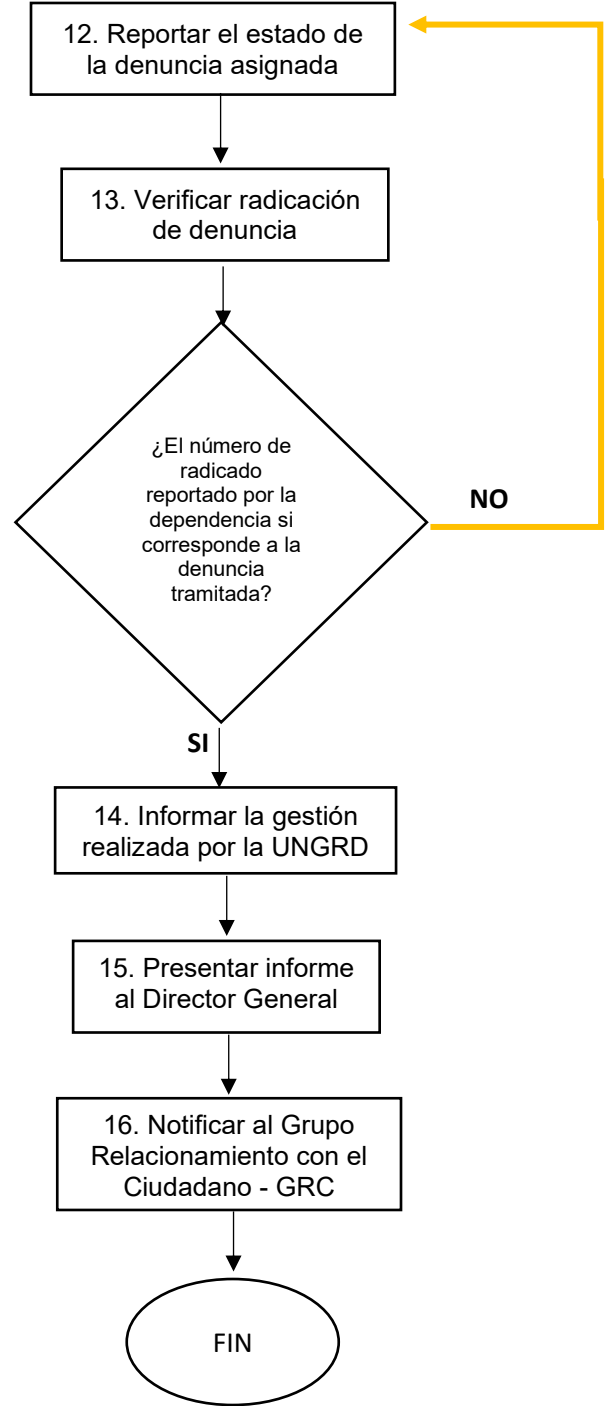 12. Reportar el estado de
la denuncia asignada
13. Verificar radicación
de denuncia
¿El número de
radicado
reportado por la
dependencia si
corresponde a la
denuncia
tramitada?
NO
SI
14. Informar la gestión
realizada por la UNGRD
15. Presentar informe
al Director General
16. Notificar al Grupo
Relacionamiento con el
Ciudadano - GRC
FIN